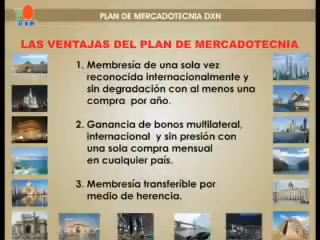 DXN
PLAN DE MERCADOTECNIA DXN
LAS VENTAJAS DEL PLAN DE MERCADOTECNIA
1. Membresía de una sola vez
reconocida internacionalmente y
sin degradación con al menos una
compra por año.
2. Ganancia de bonos multilateral,
internacional y sin presión con
una sola compra mensual
en cualquier país.
3. Membresía transferíble por
medio de herencia.